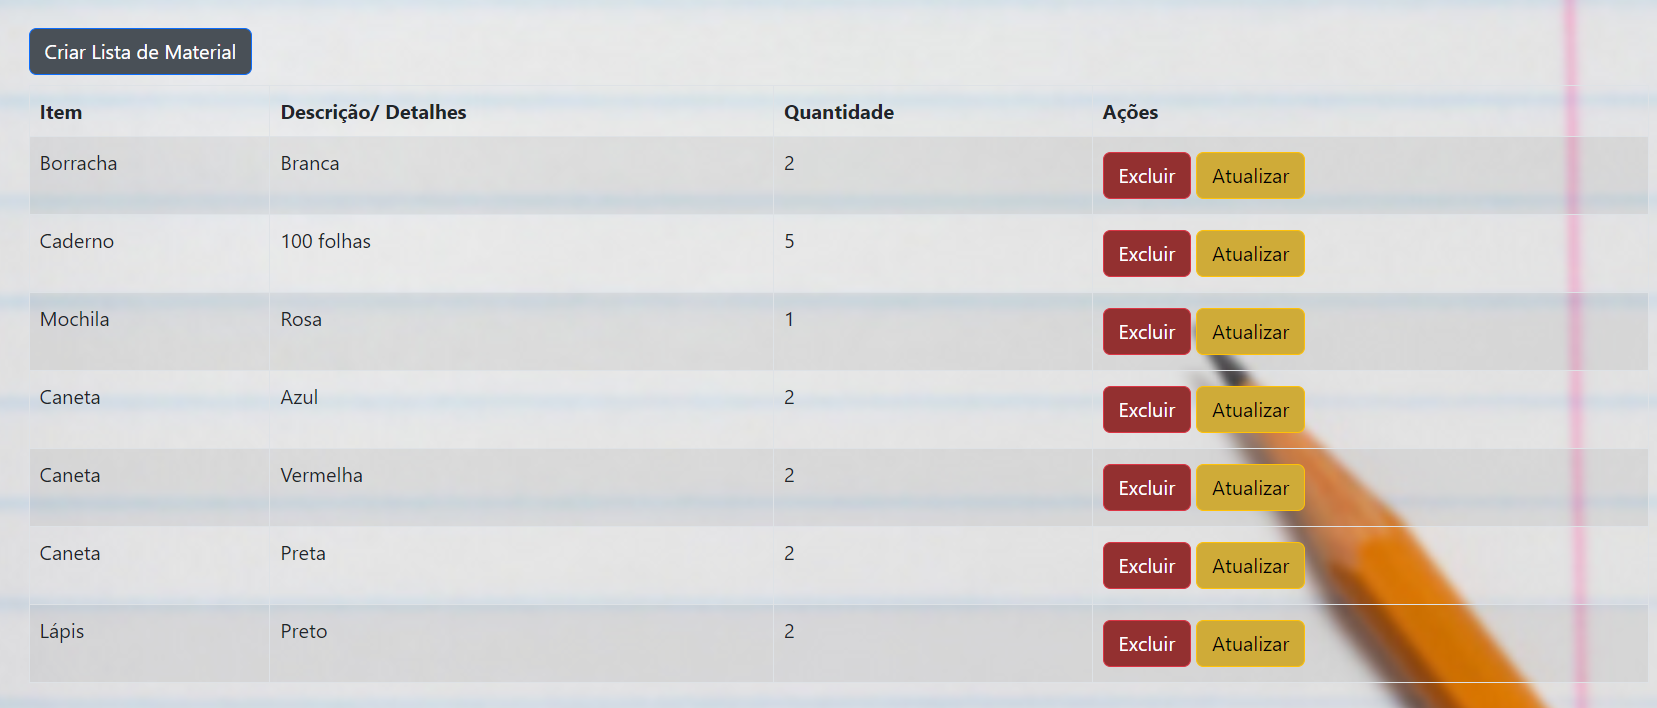 Criar Lista de Material
Item Descrição/ Detalhes Quantidade Ações
Borracha Branca 2 Excluir Atualizar
Caderno 100 folhas 5 Excluir Atualizar
Mochila Rosa 1 Excluir Atualizar
Caneta Azul 2 Excluir Atualizar
Caneta Vermelha 2 Excluir Atualizar
Caneta Preta 2 Excluir Atualizar
Lápis Preto 2 Excluir Atualizar